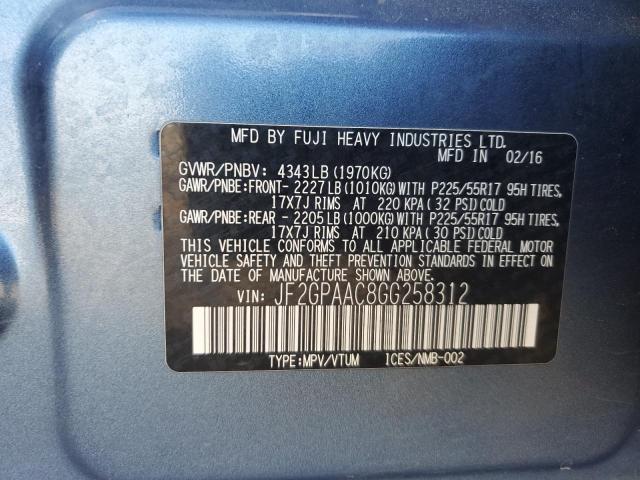 MFD BY FUJI HEAVY INDUSTRIES LTD.
MFD IN 02/16
GVWR/PNBV: 4343LB (1970KG)
GAWR/PNBE:FRONT- 2227LB(1010KG)WITH P225/55R17 95H TIRES,
17X7J RIMS AT 220 KPA ( 32 PSI)COLD
GAWR/PNBE:REAR - 2205LB(1000KG)WITH P225/55R17 95H TIRES,
17X7J RIMS AT 210 KPA ( 30 PSI)COLD
THIS VEHICLE CONFORMS TO ALL APPLICABLE FEDERAL MOTOR
VEHICLE SAFETY AND THEFT PREVENTION STANDARDS IN EFFECT ON
THE DATE OF MANUFACTURE SHOWN ABOVE.
VIN: JF2GPAAC8GG258312
TYPE:MPV/VTUM ICES/NMB-002